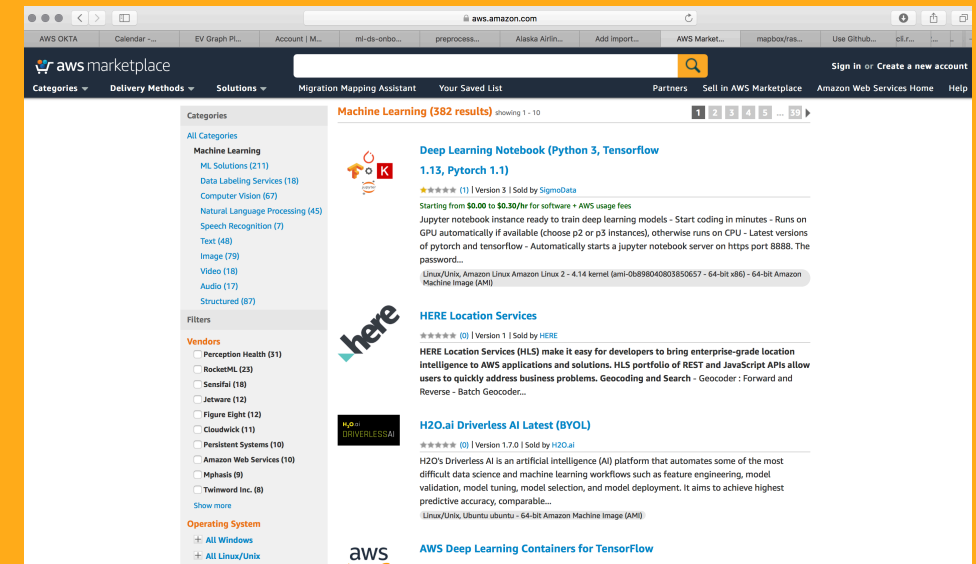 aws.amazon.com
AWS OKTA
Calendar -...
EV Graph Pl...
Account | M...
ml-ds-onbo...
preprocess...
Alaska Airlin...
Add import...
AWS Market...
mapbox/ras...
Use Github...
cli.r...
aws marketplace
Sign in or Create a new account
Categories
Delivery Methods
Solutions
Migration Mapping Assistant
Your Saved List
Partners
Sell in AWS Marketplace
Amazon Web Services Home
Help
Categories
All Categories
Machine Learning
ML Solutions (211)
Data Labeling Services (18)
Computer Vision (67)
Natural Language Processing (45)
Speech Recognition (7)
Text (48)
Image (79)
Video (18)
Audio (17)
Structured (87)
Filters
Vendors
Perception Health (31)
RocketML (23)
Sensifai (18)
Jetware (12)
Figure Eight (12)
Cloudwick (11)
Persistent Systems (10)
Amazon Web Services (10)
Mphasis (9)
Twinword Inc. (8)
Show more
Operating System
All Windows
All Linux/Unix
Machine Learning (382 results) showing 1 - 10
1 2 3 4 5 ... 39
K
Deep Learning Notebook (Python 3, Tensorflow
1.13, Pytorch 1.1)
(1) | Version 3 | Sold by SigmoData
Starting from $0.00 to $0.30/hr for software + AWS usage fees
Jupyter notebook instance ready to train deep learning models - Start coding in minutes - Runs on
GPU automatically if available (choose p2 or p3 instances), otherwise runs on CPU - Latest versions
of pytorch and tensorflow - Automatically starts a jupyter notebook server on https port 8888. The
password...
Linux/Unix, Amazon Linux Amazon Linux 2 - 4.14 kernel (ami-0b898040803850657 - 64-bit x86) - 64-bit Amazon
Machine Image (AMI)
here
HERE Location Services
(0) | Version 1 | Sold by HERE
HERE Location Services (HLS) make it easy for developers to bring enterprise-grade location
intelligence to AWS applications and solutions. HLS portfolio of REST and JavaScript APIs allow
users to quickly address business problems. Geocoding and Search - Geocoder : Forward and
Reverse - Batch Geocoder...
H2O.ai
DRIVERLESSAI
H2O.ai Driverless AI Latest (BYOL)
(0) | Version 1.7.0 | Sold by H2O.ai
H2O's Driverless AI is an artificial intelligence (AI) platform that automates some of the most
difficult data science and machine learning workflows such as feature engineering, model
validation, model tuning, model selection, and model deployment. It aims to achieve highest
predictive accuracy, comparable...
Linux/Unix, Ubuntu ubuntu - 64-bit Amazon Machine Image (AMI)
aws
AWS Deep Learning Containers for TensorFlow